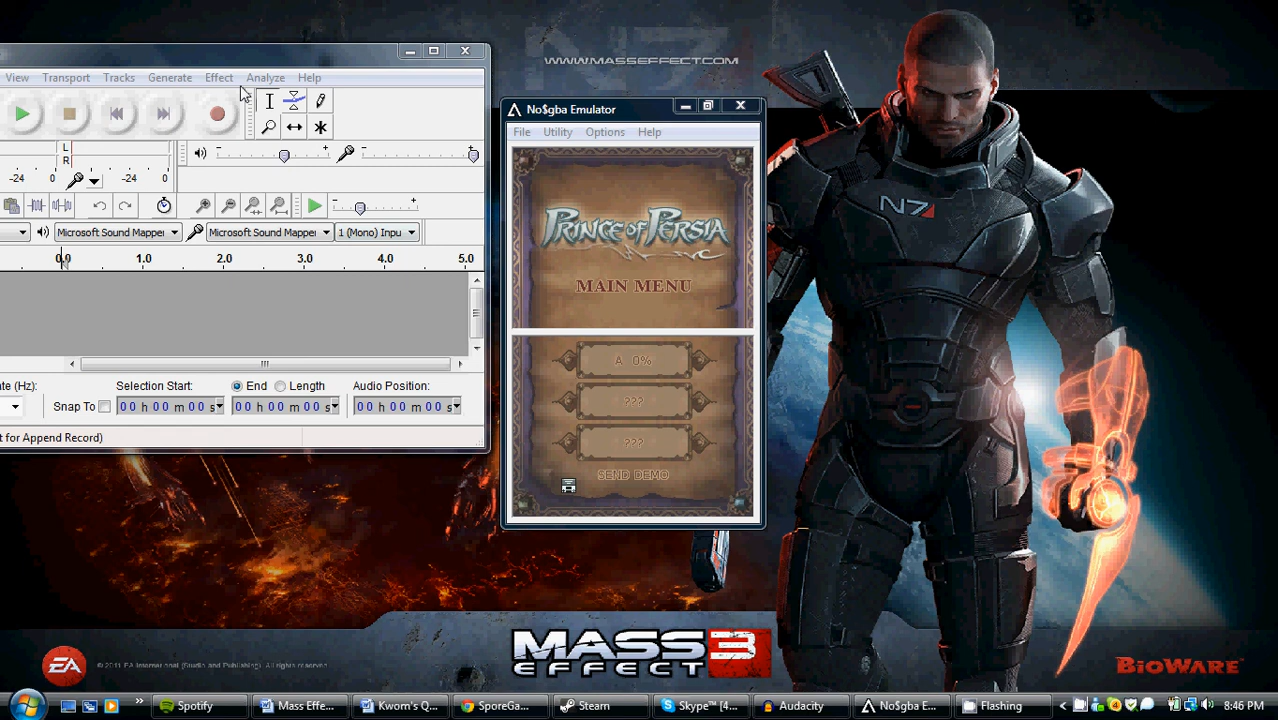 WWW.MASSEFFECT.COM
View Transport Tracks Generate Effect Analyze Help
L
R
-24 0 -24 0
- + - +
- +
Microsoft Sound Mapper Microsoft Sound Mapper 1 (Mono) Inpu
0.0 1.0 2.0 3.0 4.0 5.0
Selection Start: End Length Audio Position:
Snap To 00 h 00 m 00 s 00 h 00 m 00 s 00 h 00 m 00 s
t for Append Record)
No$gba Emulator
File Utility Options Help
PRINCE OF PERSIA
MAIN MENU
A 0%
???
???
SEND DEMO
N7
MASS 3
EFFECT
EA
BIOWARE
Spotify Mass Effe... Kwom's Q... SporeGa... Steam Skype™ [4... Audacity No$gba E... Flashing 8:46 PM